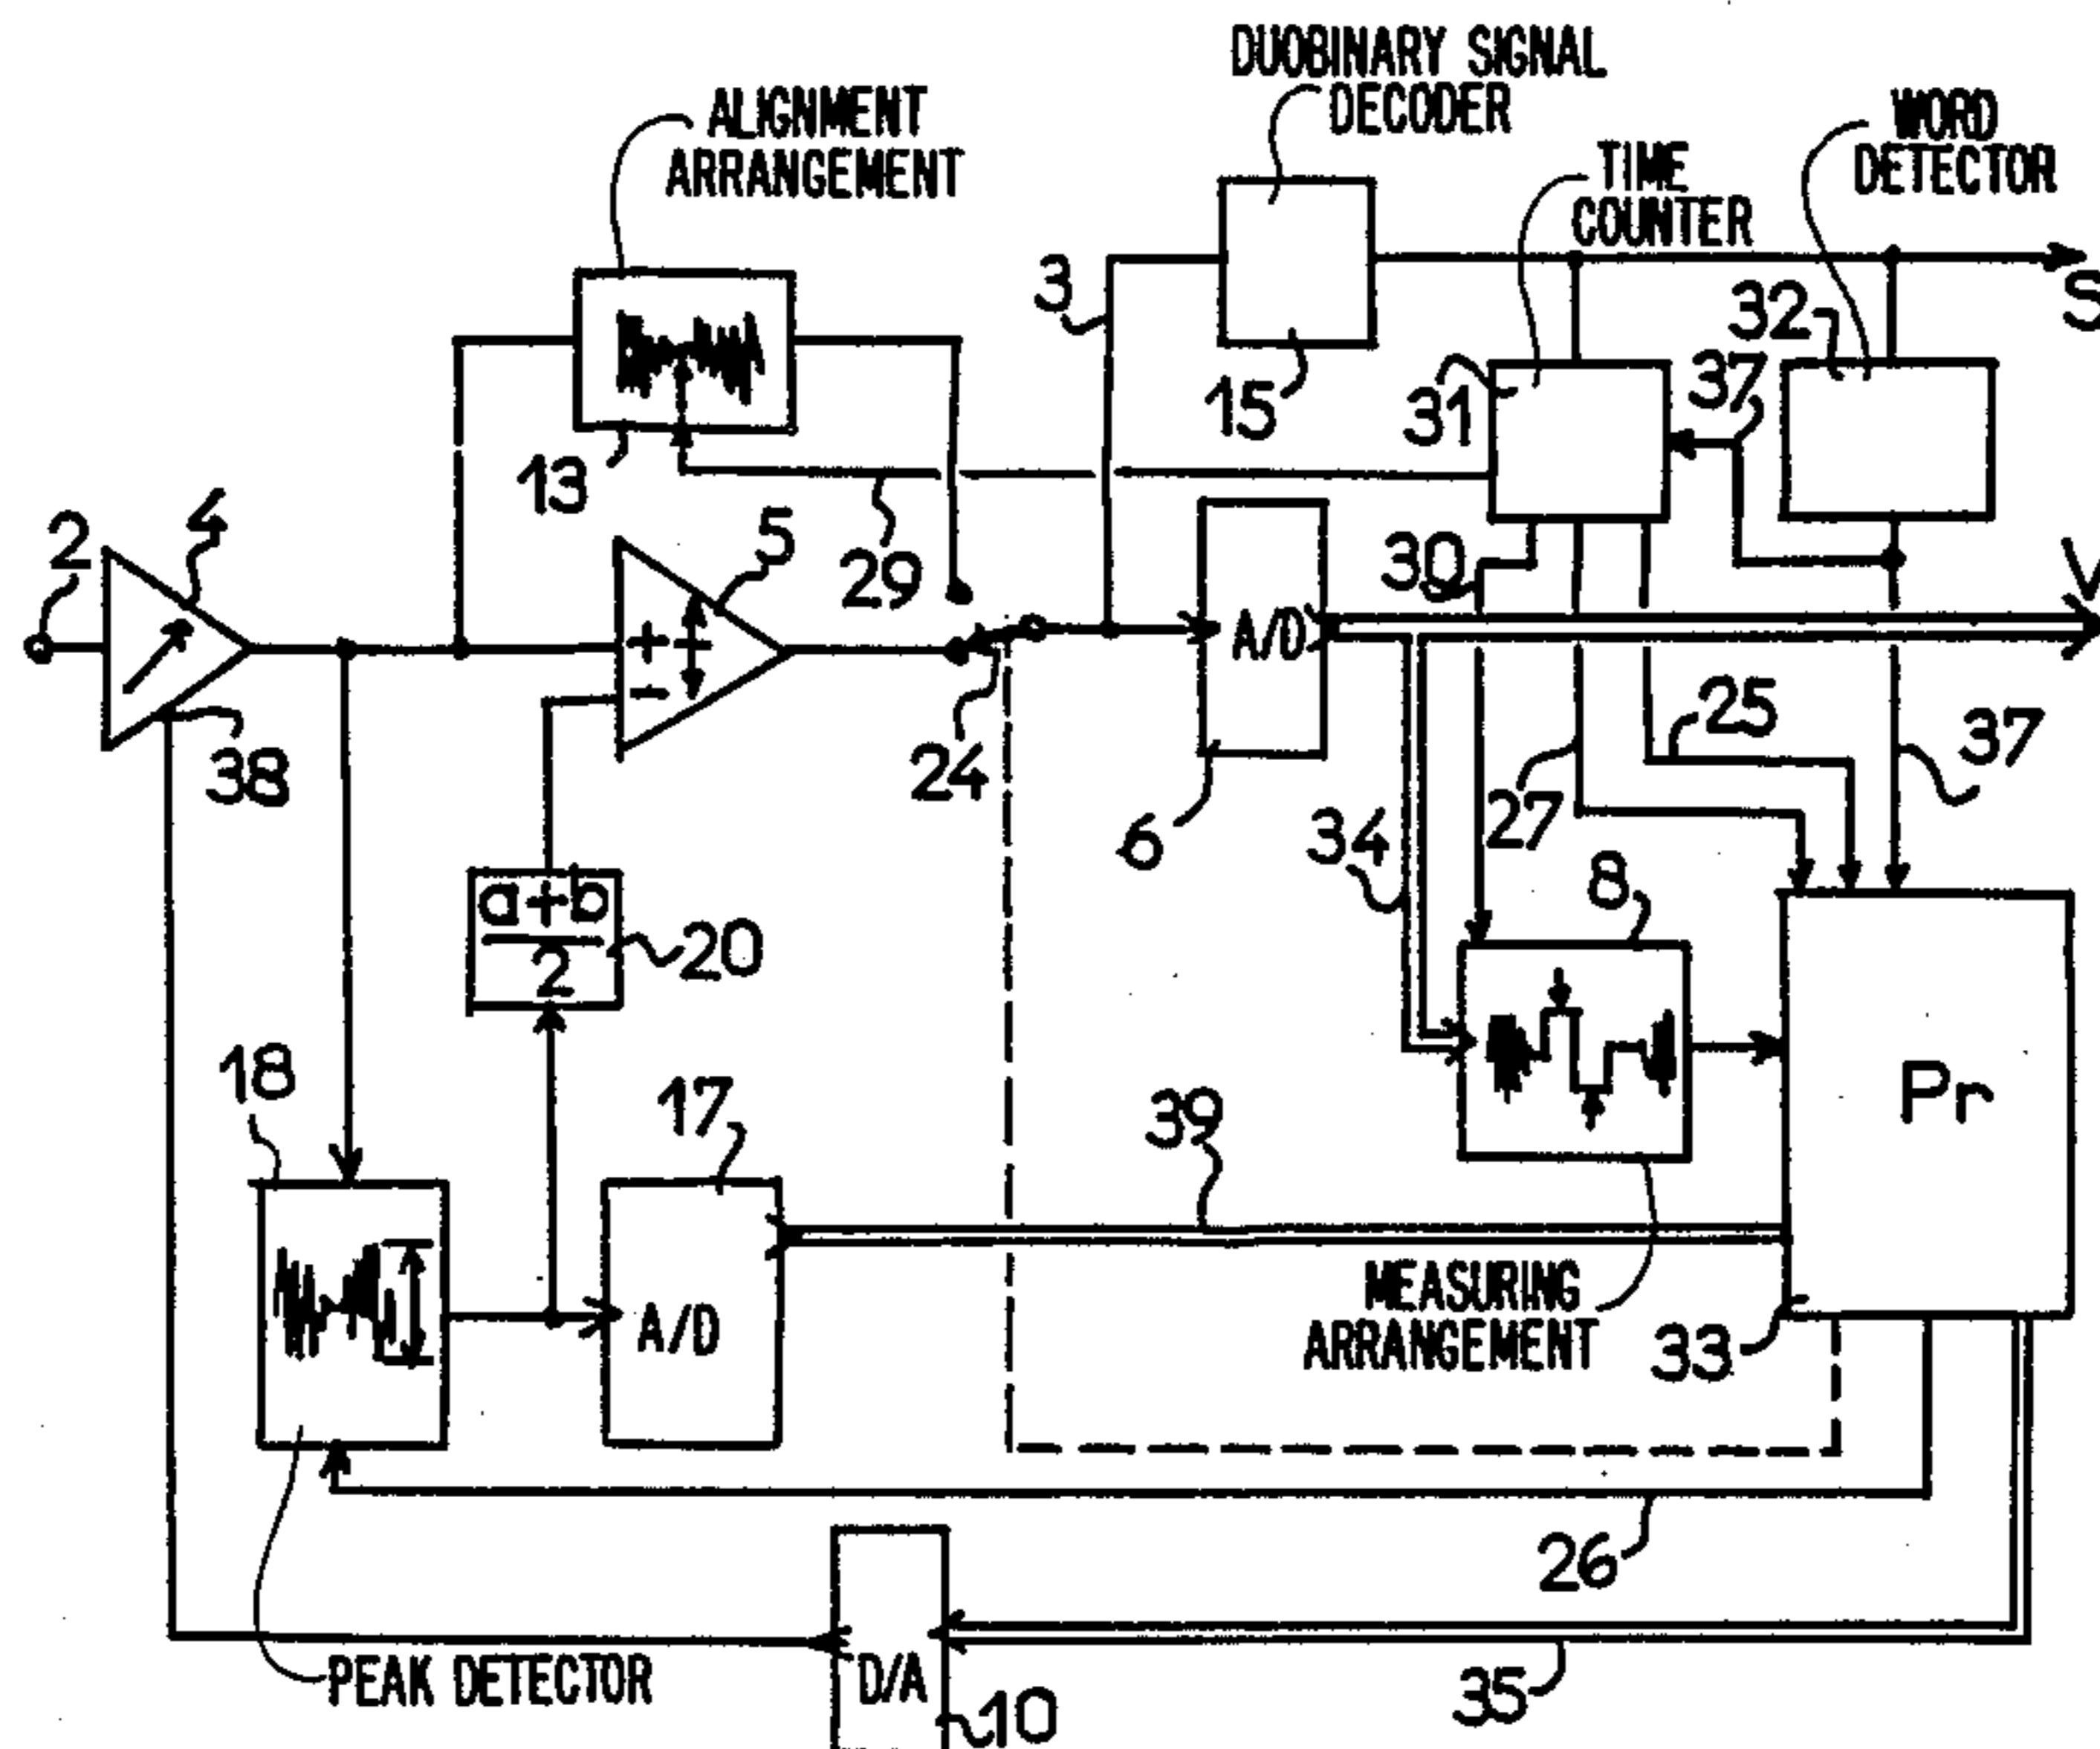 DUOBINARY SIGNAL
DECODER
ALIGNMENT
ARRANGEMENT
WORD
DETECTOR
TIME
COUNTER
3
32
S
37
31
15
13
2
4
5
29
30
V
+
-
A/D
24
38
25
37
27
6
34
8
a+b
2
20
18
17
39
Pr
A/D
MEASURING
ARRANGEMENT
33
26
PEAK DETECTOR
D/A
10
35